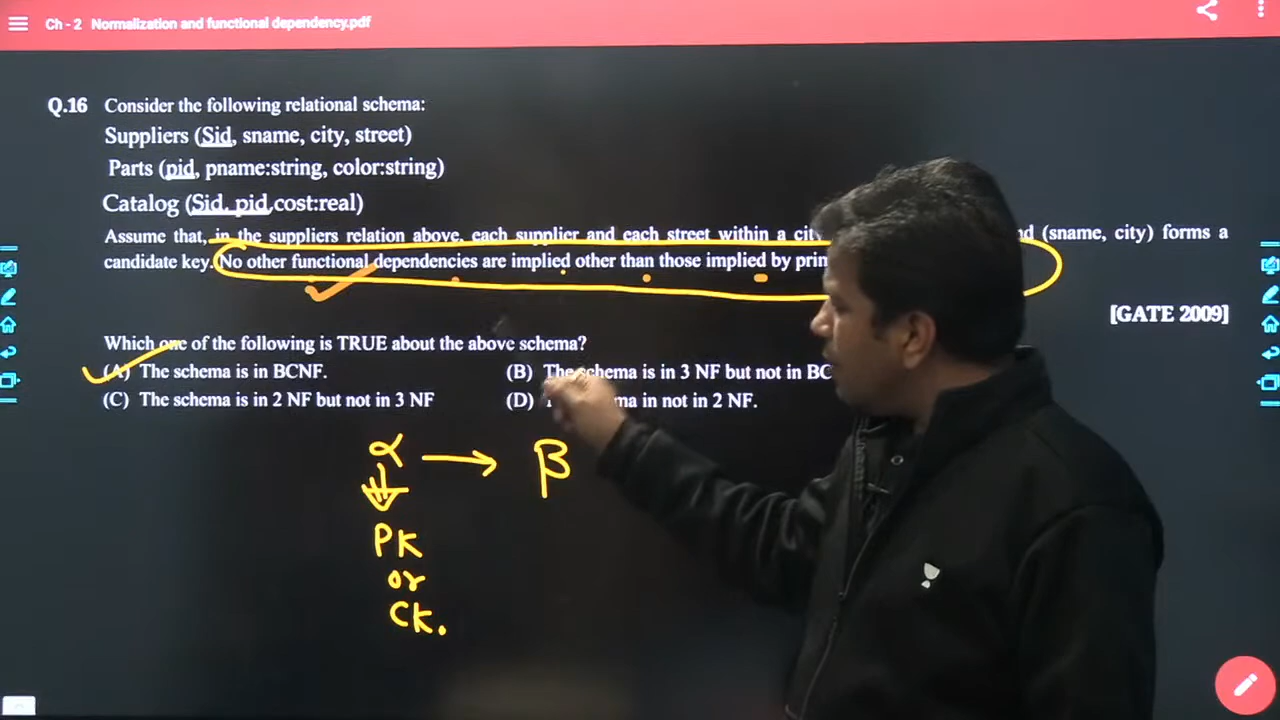 Ch - 2 Normalization and functional dependency.pdf
Q.16 Consider the following relational schema:
Suppliers (Sid, sname, city, street)
Parts (pid, pname:string, color:string)
Catalog (Sid, pid,cost:real)
Assume that, in the suppliers relation above, each supplier and each street within a (sname, city) forms a
candidate key. No other functional dependencies are implied other than those implied by
[GATE 2009]
Which one of the following is TRUE about the above schema?
(A) The schema is in BCNF. (B) The schema is in 3 NF but not in
(C) The schema is in 2 NF but not in 3 NF (D) in not in 2 NF.
α → β
PK
or
CK.